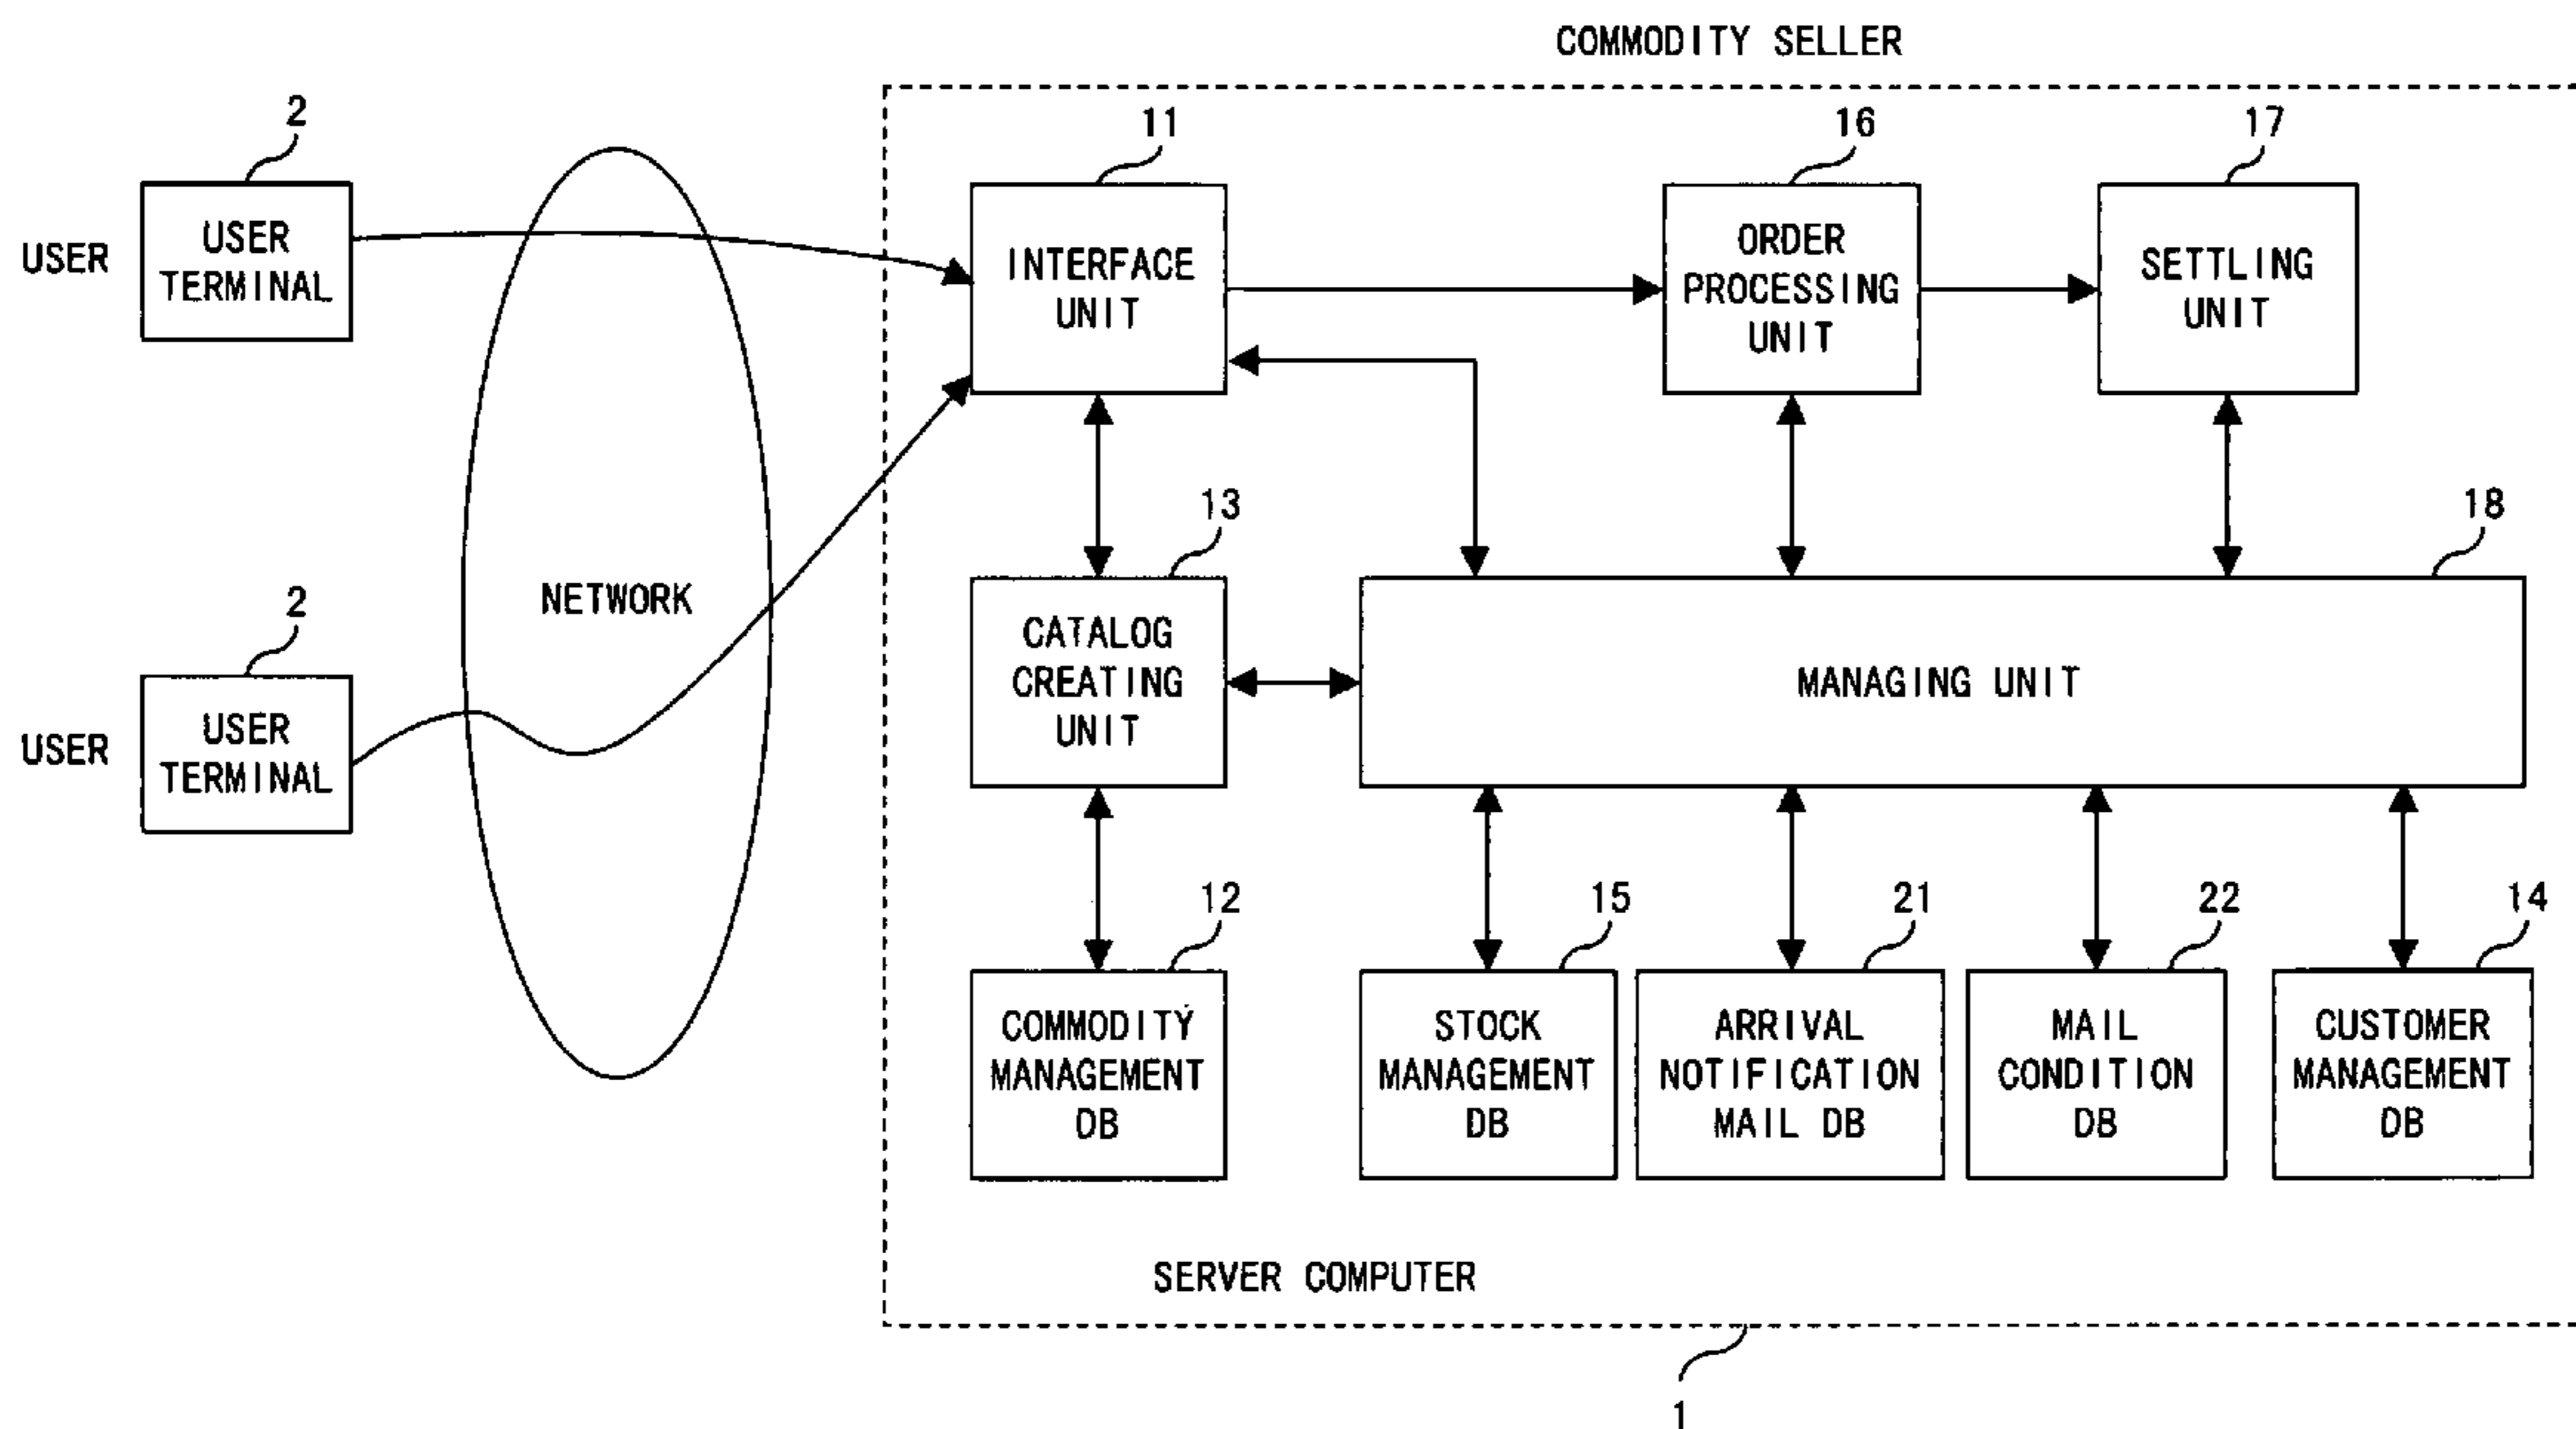 COMMODITY SELLER
2
11
16
17
USER
USER
TERMINAL
INTERFACE
UNIT
ORDER
PROCESSING
UNIT
SETTLING
UNIT
13
18
2
NETWORK
USER
USER
TERMINAL
CATALOG
CREATING
UNIT
MANAGING UNIT
12
15
21
22
14
COMMODITY
MANAGEMENT
DB
STOCK
MANAGEMENT
DB
ARRIVAL
NOTIFICATION
MAIL DB
MAIL
CONDITION
DB
CUSTOMER
MANAGEMENT
DB
SERVER COMPUTER
1